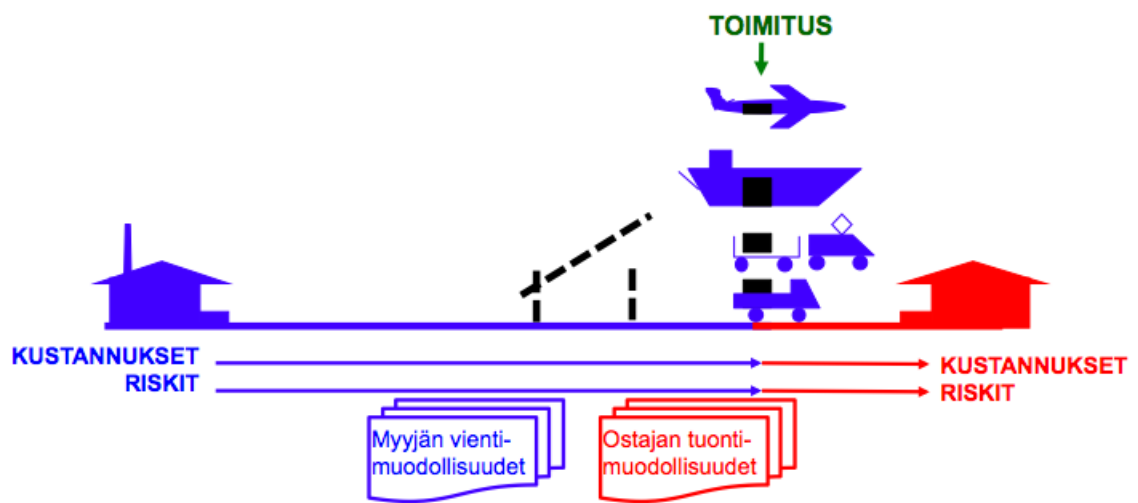 TOIMITUS
KUSTANNUKSET
RISKIT
KUSTANNUKSET
RISKIT
Myyjän vienti-
muodollisuudet
Ostajan tuonti-
muodollisuudet